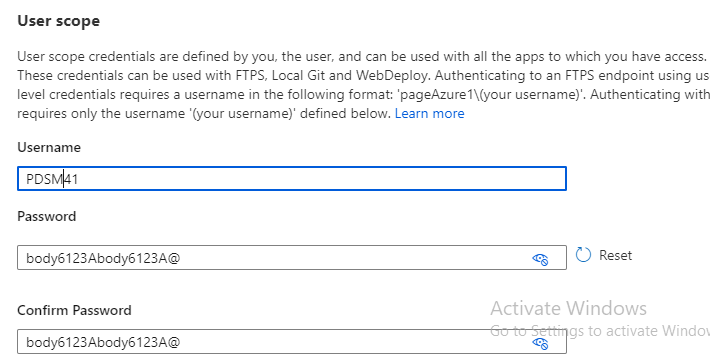 User scope
User scope credentials are defined by you, the user, and can be used with all the apps to which you have access.
These credentials can be used with FTPS, Local Git and WebDeploy. Authenticating to an FTPS endpoint using us
level credentials requires a username in the following format: 'pageAzure1\(your username)'. Authenticating with
requires only the username '(your username)' defined below. Learn more
Username
PDSM41
Password
body6123Abody6123A@
Reset
Confirm Password
body6123Abody6123A@
Activate Windows
Go to Settings to activate Windov